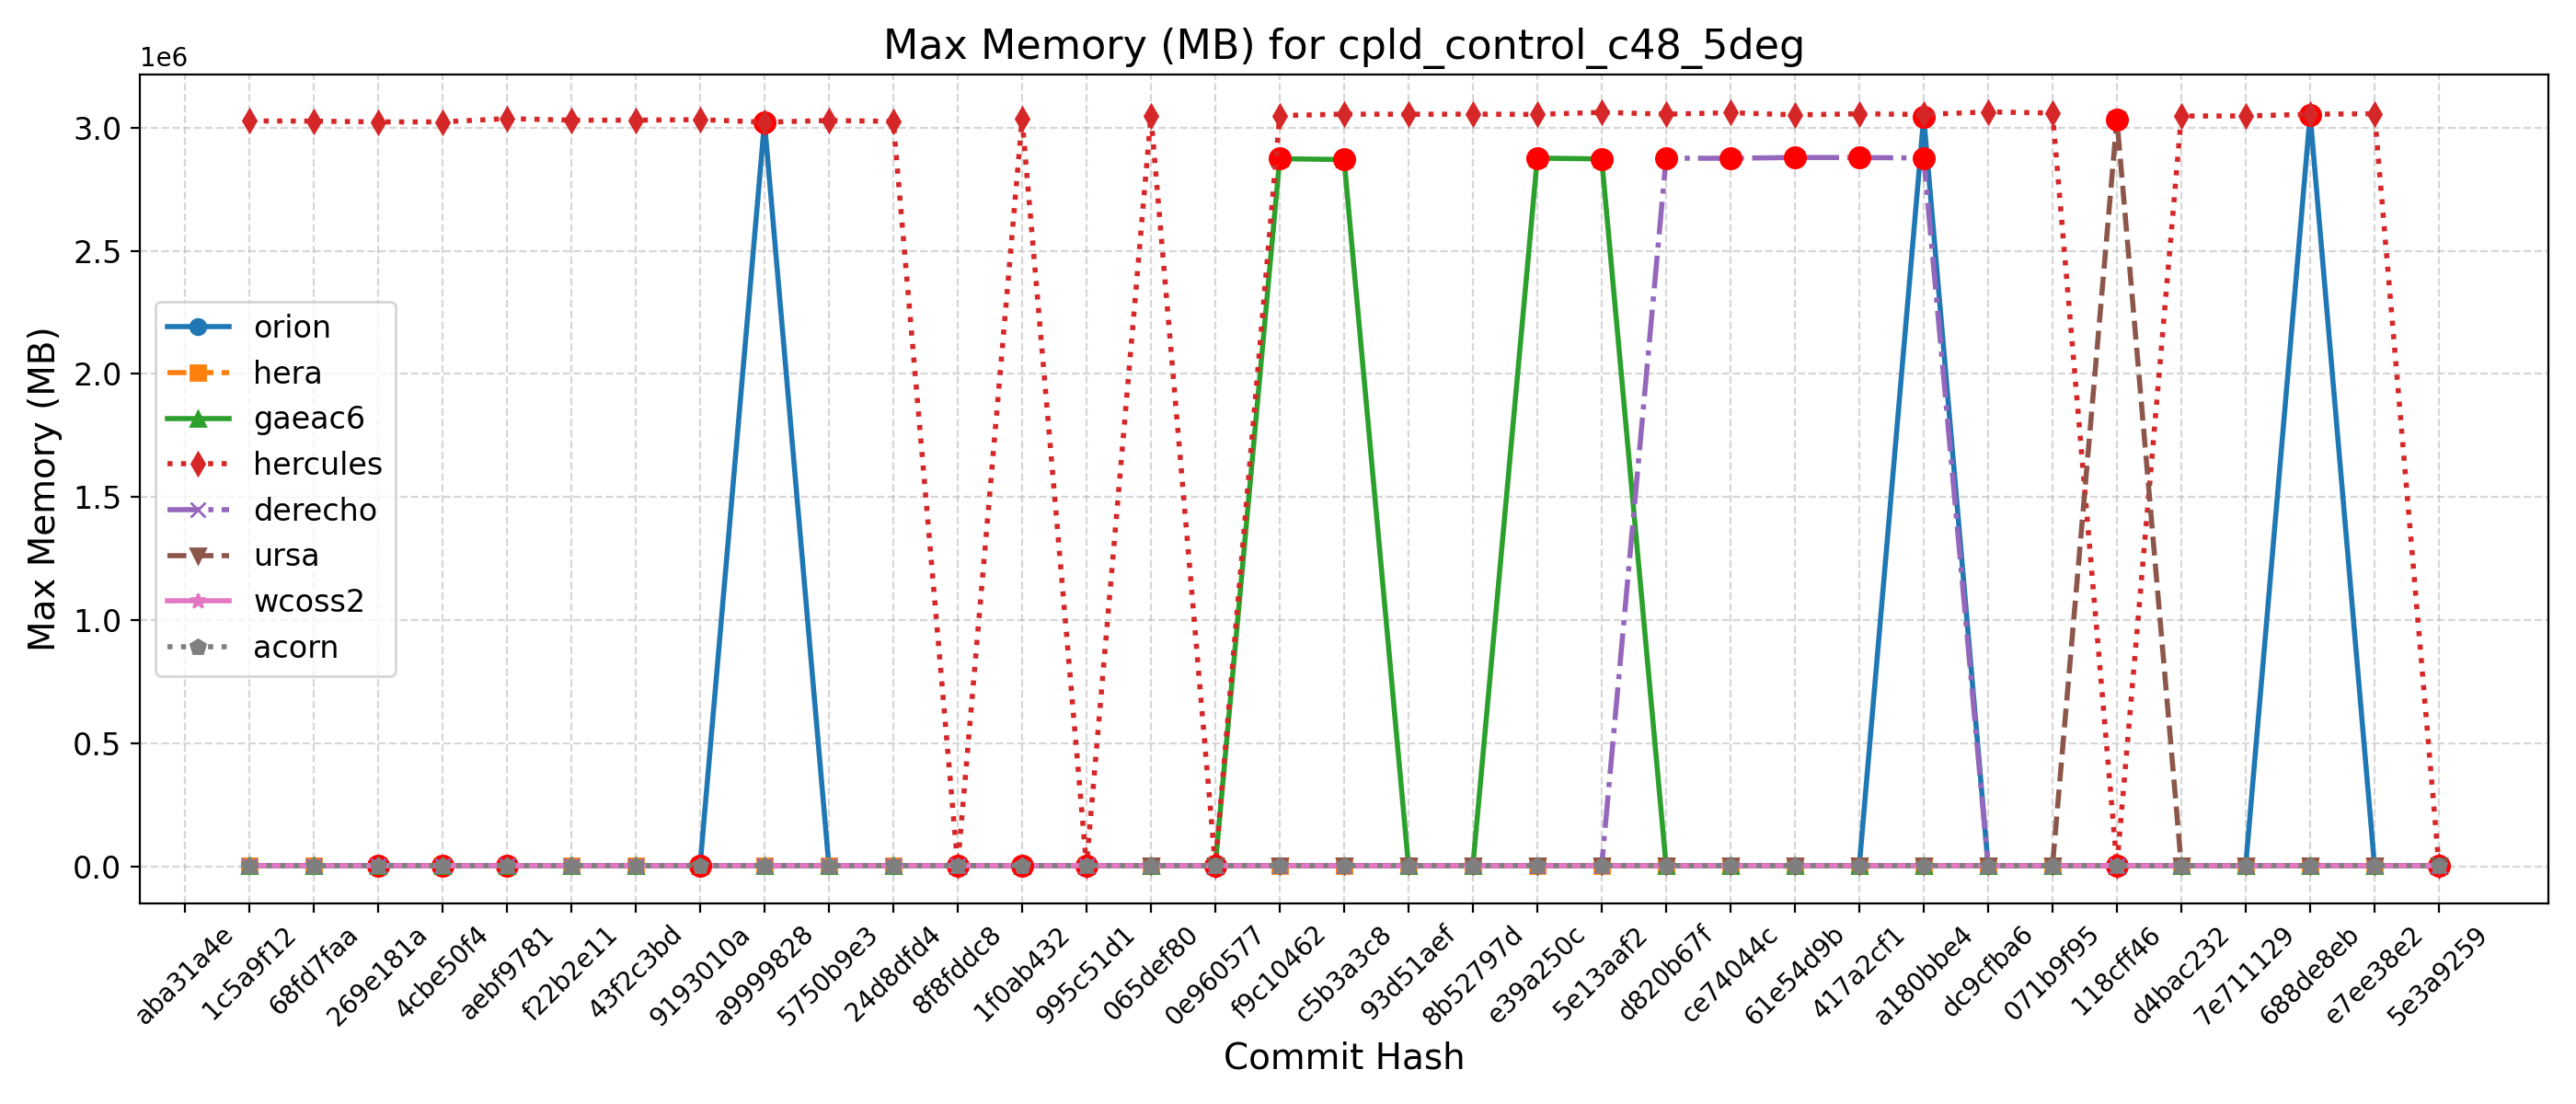 Max Memory (MB) for cpld_control_c48_5deg
1e6
3.0
2.5
2.0
1.5
1.0
0.5
0.0
Max Memory (MB)
orion
hera
gaeac6
hercules
derecho
ursa
wcoss2
acorn
aba31a4e
1c5a9f12
68fd7faa
269e181a
4cbe50f4
aebf9781
f22b2e11
43f2c3bd
9193010a
a9999828
5750b9e3
24d8dfd4
8f8fddc8
1f0ab432
995c51d1
065def80
0e960577
f9c10462
c5b3a3c8
93d51aef
8b52797d
e39a250c
5e13aaf2
d820b67f
ce74044c
61e54d9b
417a2cf1
a180bbe4
dc9cfba6
071b9f95
118cff46
d4bac232
7e711129
688de8eb
e7ee38e2
5e3a9259
Commit Hash